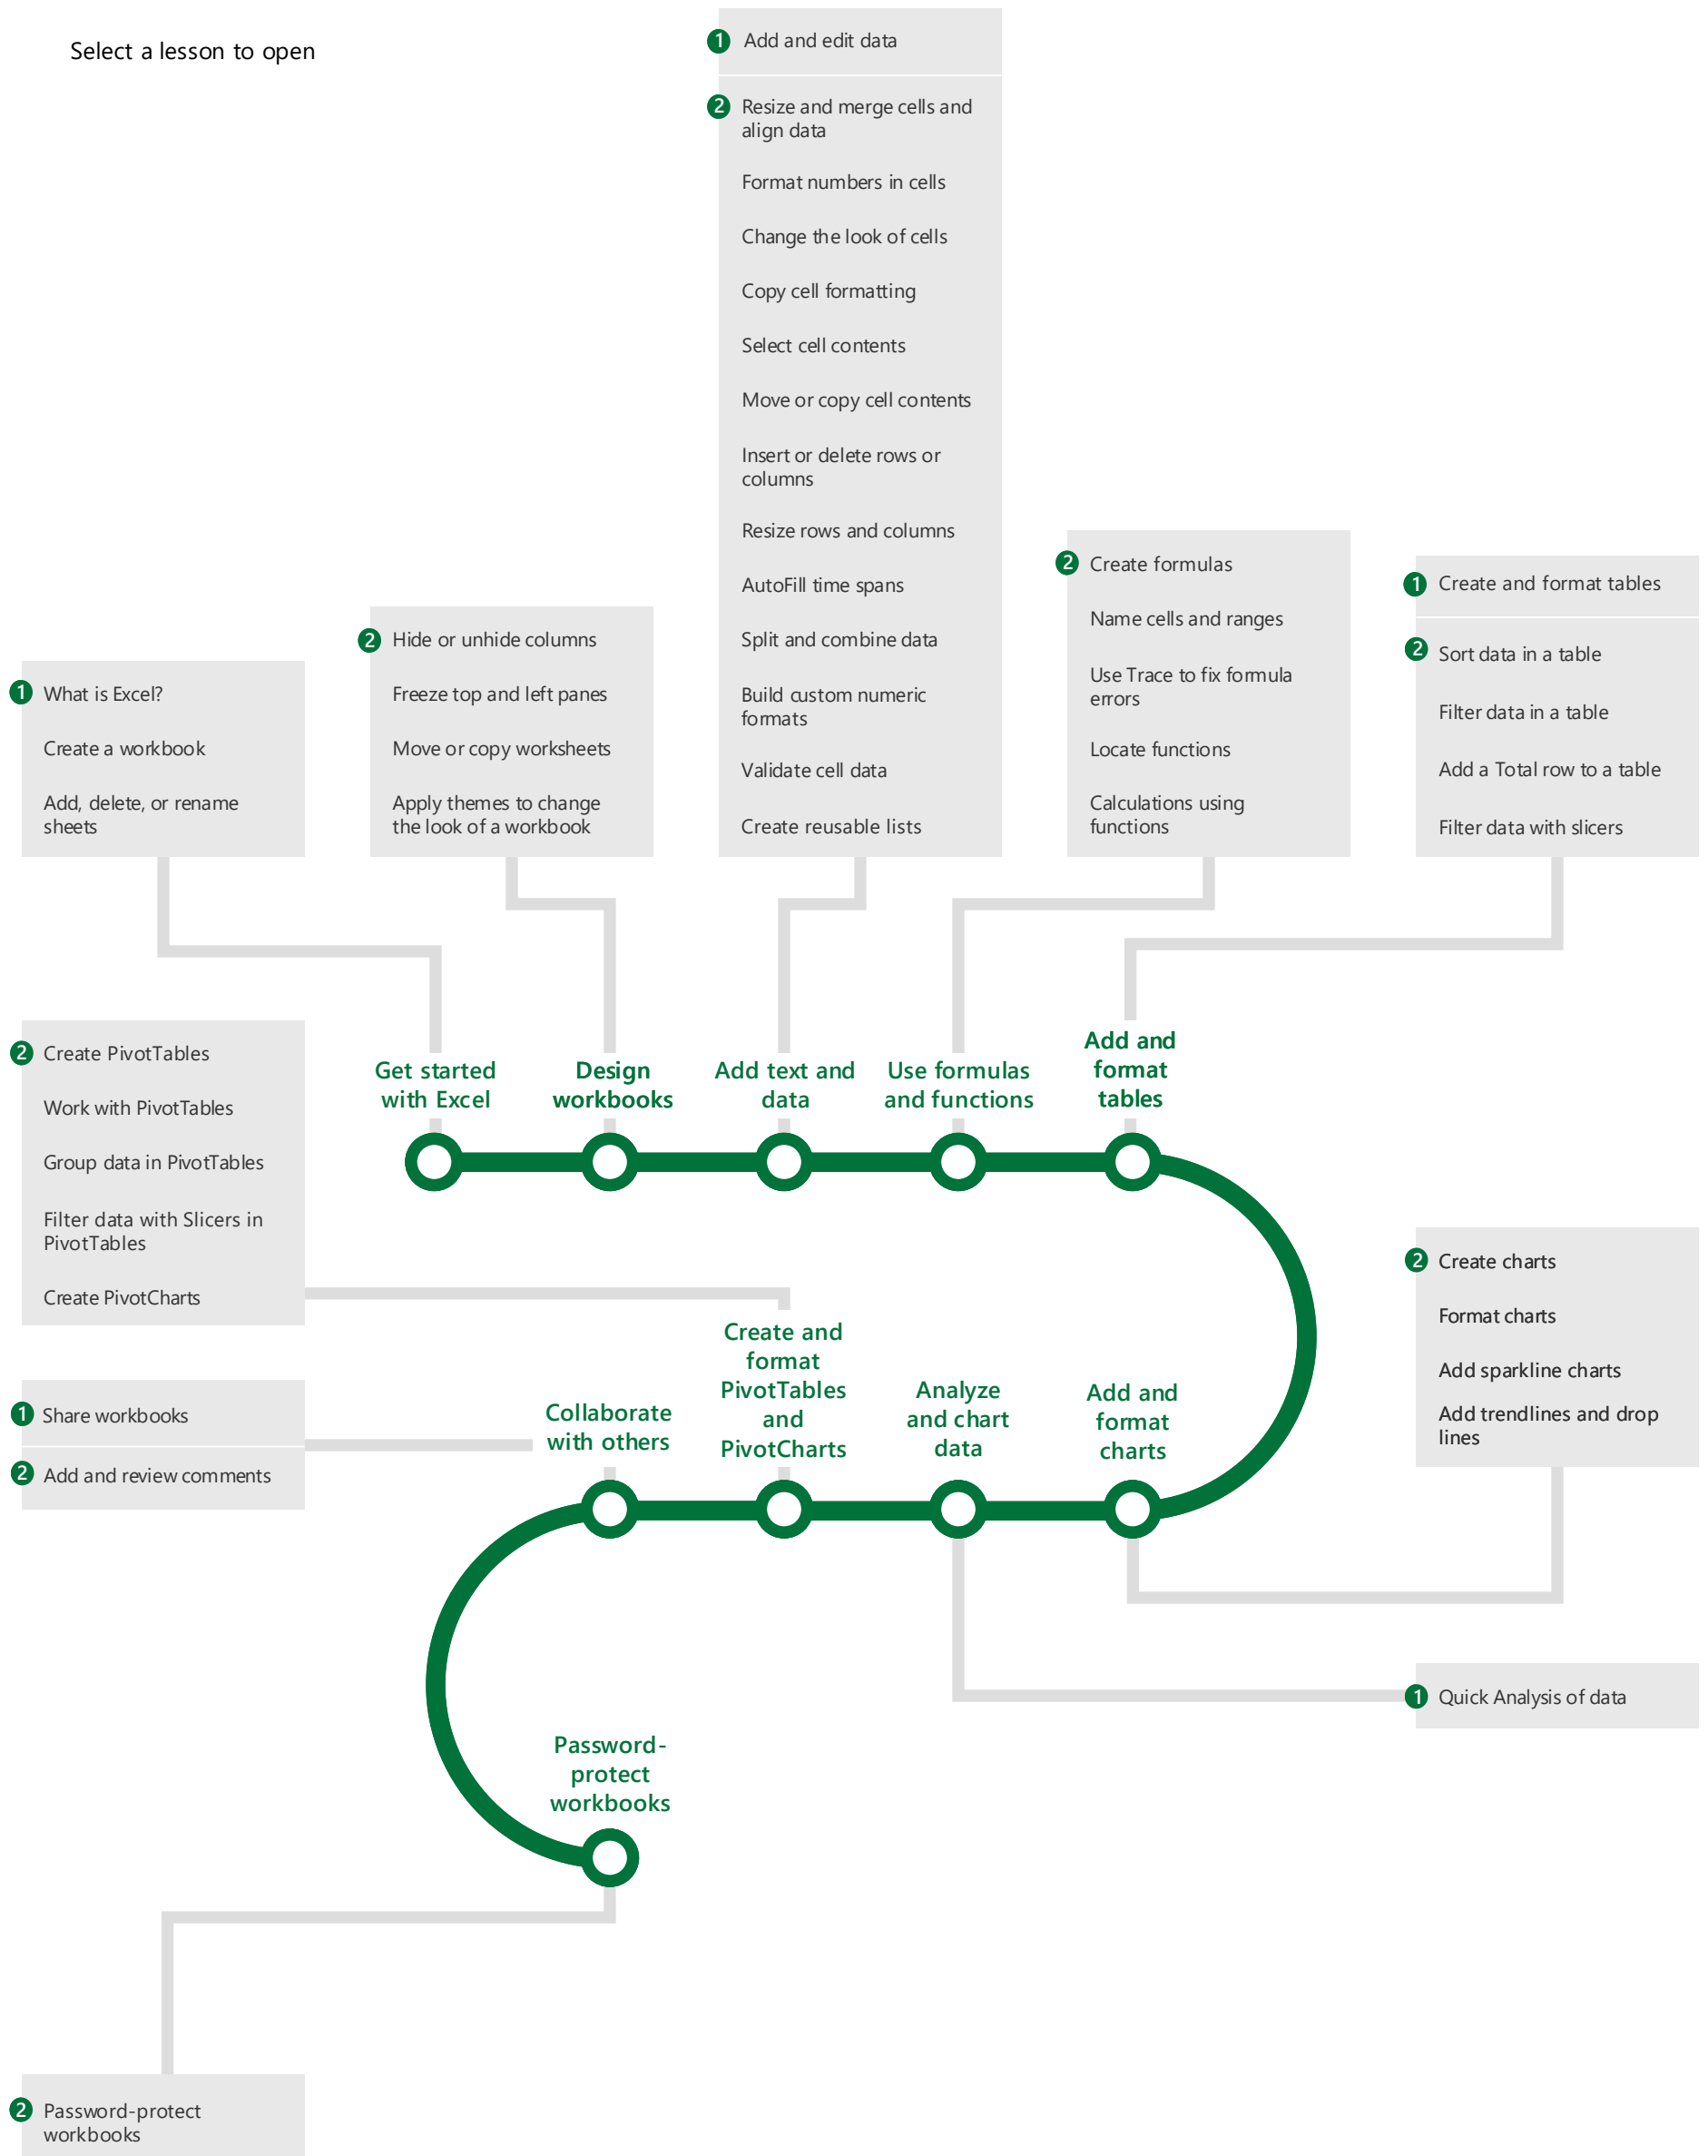 Select a lesson to open
1 Add and edit data
2 Resize and merge cells and
align data
Format numbers in cells
Change the look of cells
Copy cell formatting
Select cell contents
Move or copy cell contents
Insert or delete rows or
columns
Resize rows and columns
AutoFill time spans
Split and combine data
Build custom numeric
formats
Validate cell data
Create reusable lists
1 What is Excel?
Create a workbook
Add, delete, or rename
sheets
2 Hide or unhide columns
Freeze top and left panes
Move or copy worksheets
Apply themes to change
the look of a workbook
2 Create formulas
Name cells and ranges
Use Trace to fix formula
errors
Locate functions
Calculations using
functions
1 Create and format tables
2 Sort data in a table
Filter data in a table
Add a Total row to a table
Filter data with slicers
Get started
with Excel
Design
workbooks
Add text and
data
Use formulas
and functions
Add and
format
tables
2 Create PivotTables
Work with PivotTables
Group data in PivotTables
Filter data with Slicers in
PivotTables
Create PivotCharts
1 Share workbooks
2 Add and review comments
Collaborate
with others
Create and
format
PivotTables
and
PivotCharts
Analyze
and chart
data
Add and
format
charts
2 Create charts
Format charts
Add sparkline charts
Add trendlines and drop
lines
1 Quick Analysis of data
Password-
protect
workbooks
2 Password-protect
workbooks